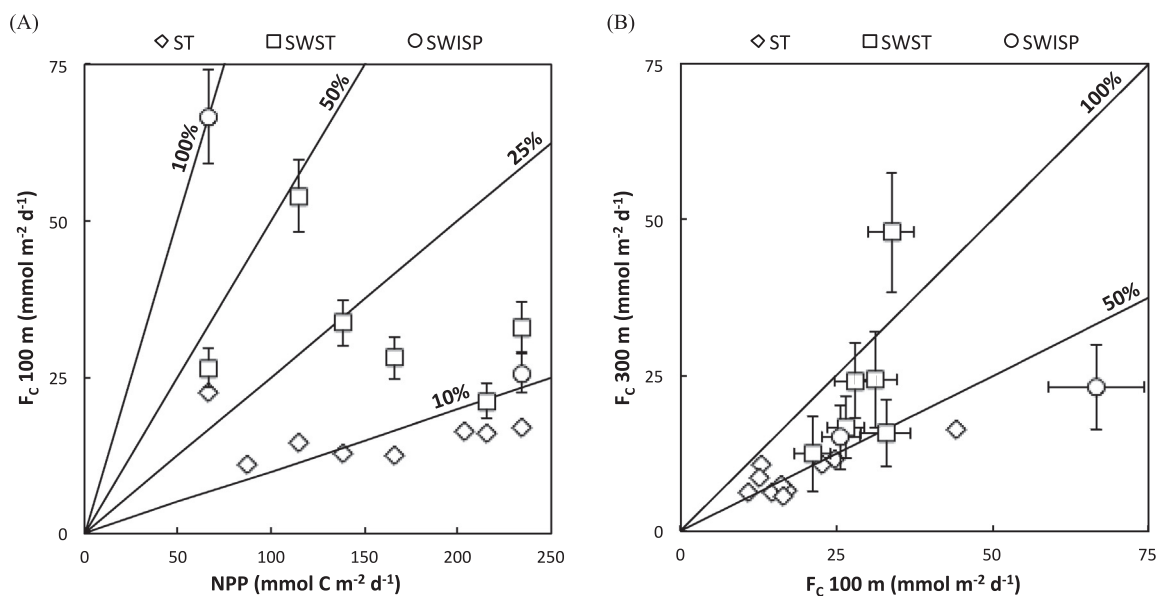 (A)
ST SWST SWISP
75
50
25
0
0 50 100 150 200 250
F_C 100 m (mmol m⁻² d⁻¹)
NPP (mmol C m⁻² d⁻¹)
100%
50%
25%
10%
(B)
ST SWST SWISP
75
50
25
0
0 25 50 75
F_C 300 m (mmol m⁻² d⁻¹)
F_C 100 m (mmol m⁻² d⁻¹)
100%
50%